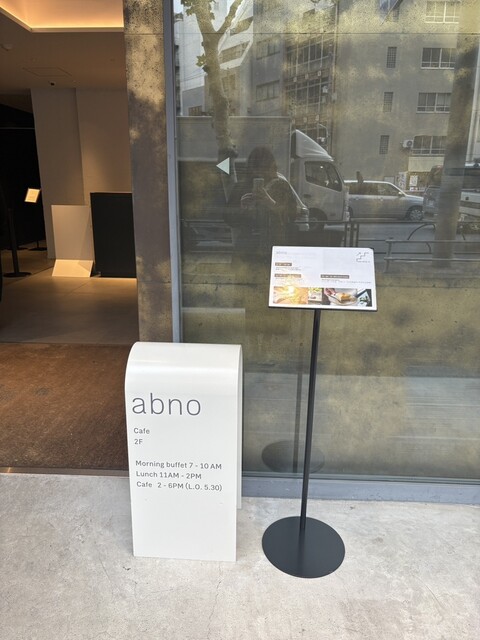 abno
Cafe
2F
Morning buffet 7 - 10 AM
Lunch 11AM - 2PM
Cafe 2 - 6PM (L.O. 5.30)